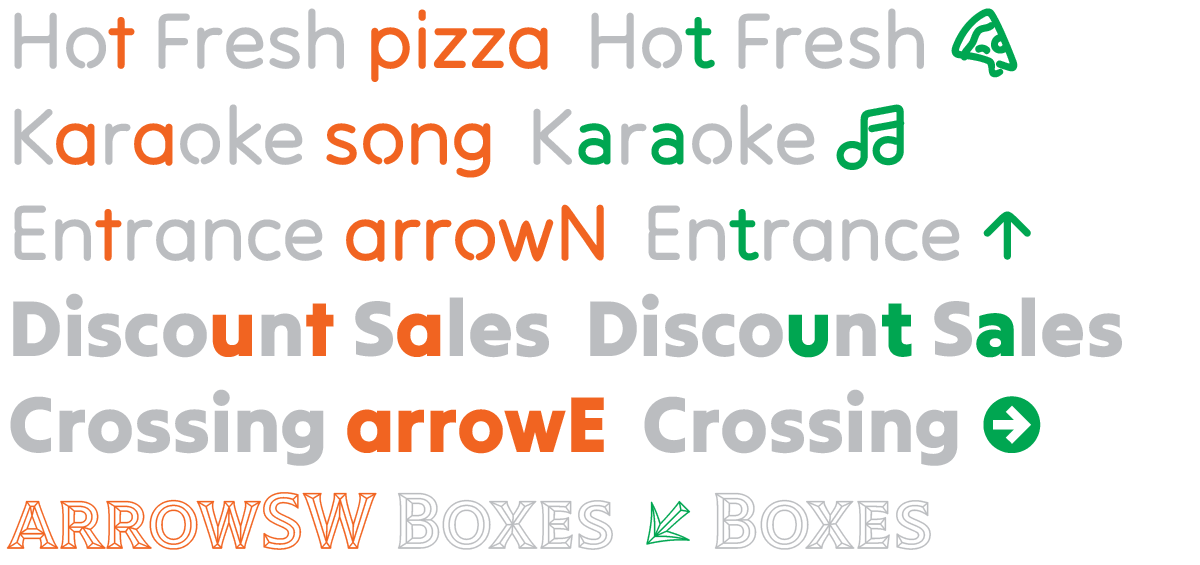 Hot Fresh pizza Hot Fresh
Karaoke song Karaoke
Entrance arrowN Entrance ↑
Discount Sales Discount Sales
Crossing arrowE Crossing ➔
ARROWSW BOXES ↙ BOXES